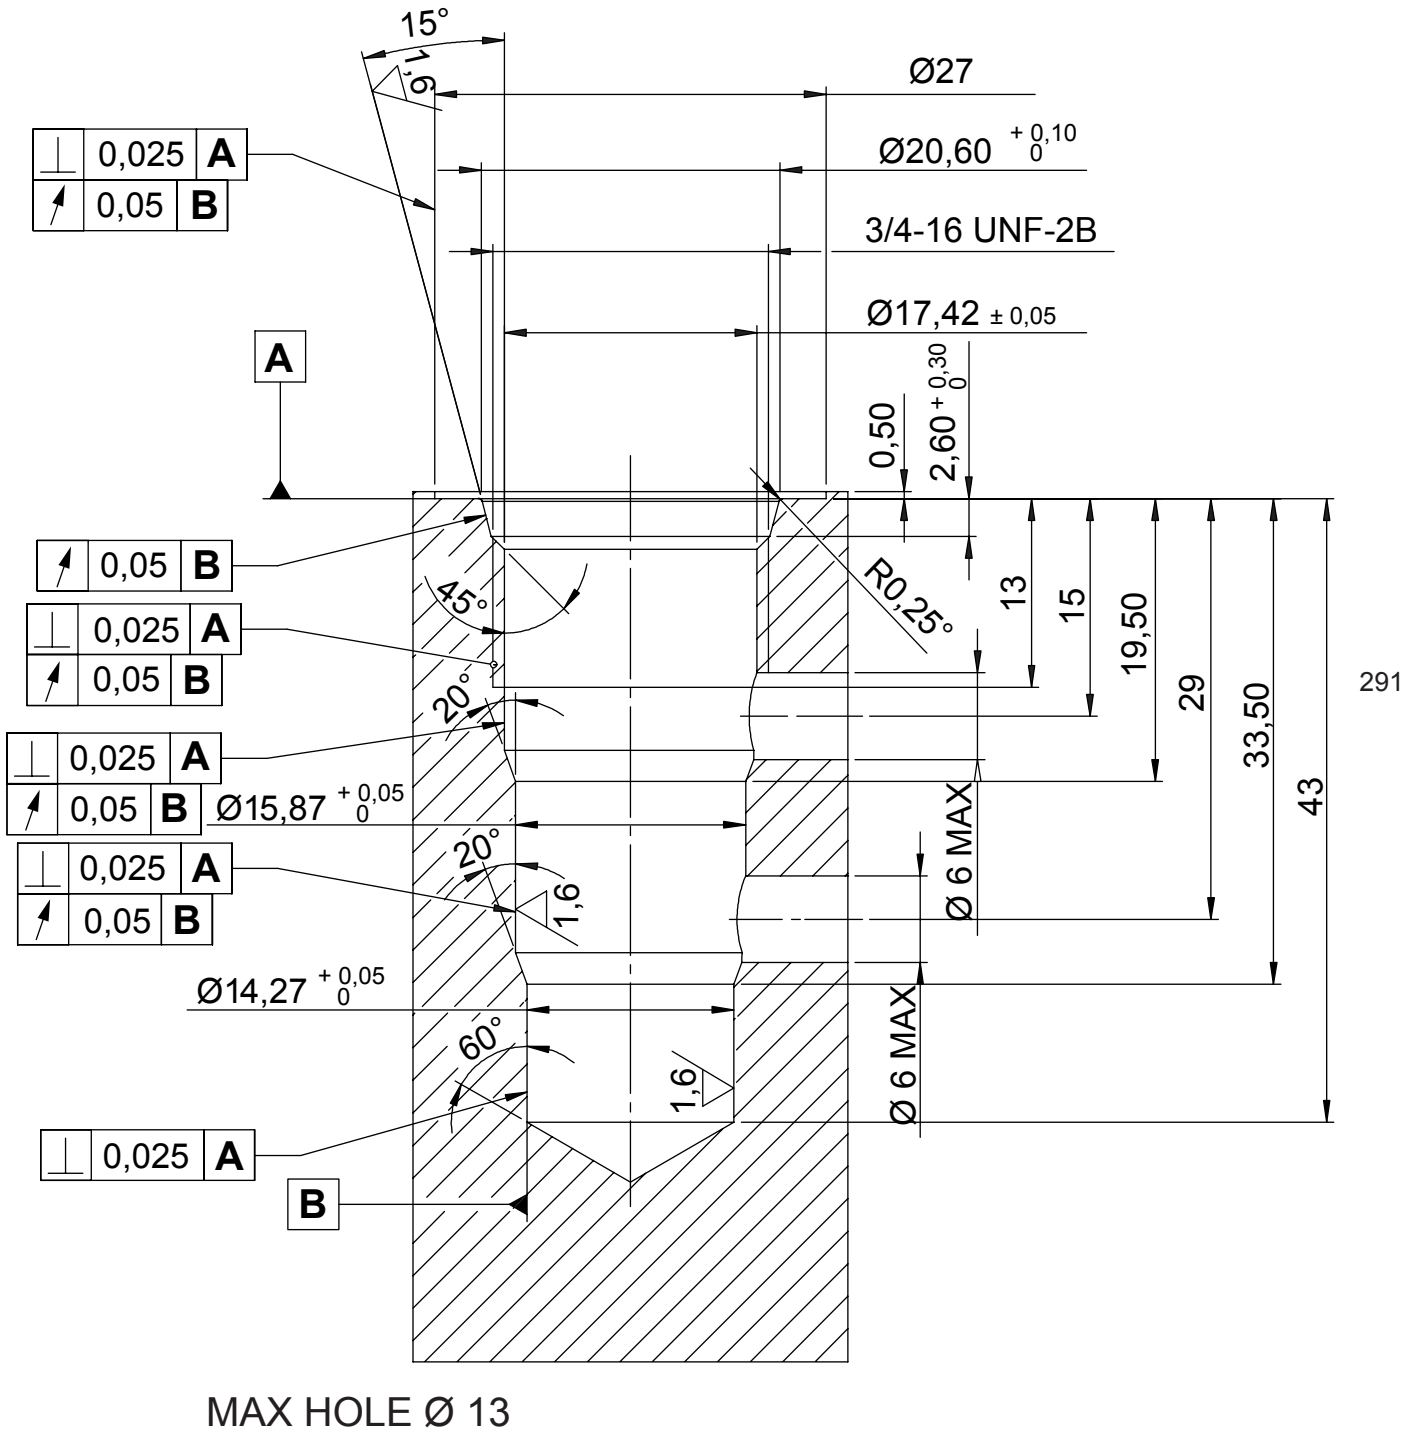 15°
1,6
Ø27
0,025 A
0,05 B
Ø20,60 + 0,10 0
3/4-16 UNF-2B
Ø17,42 ± 0,05
A
0,50
2,60 + 0,30 0
0,05 B
45°
R0,25°
0,025 A
0,05 B
13
15
19,50
29
33,50
43
291
20°
0,025 A
0,05 B
Ø15,87 + 0,05 0
Ø 6 MAX
20°
0,025 A
0,05 B
1,6
Ø14,27 + 0,05 0
Ø 6 MAX
60°
1,6
0,025 A
B
MAX HOLE Ø 13